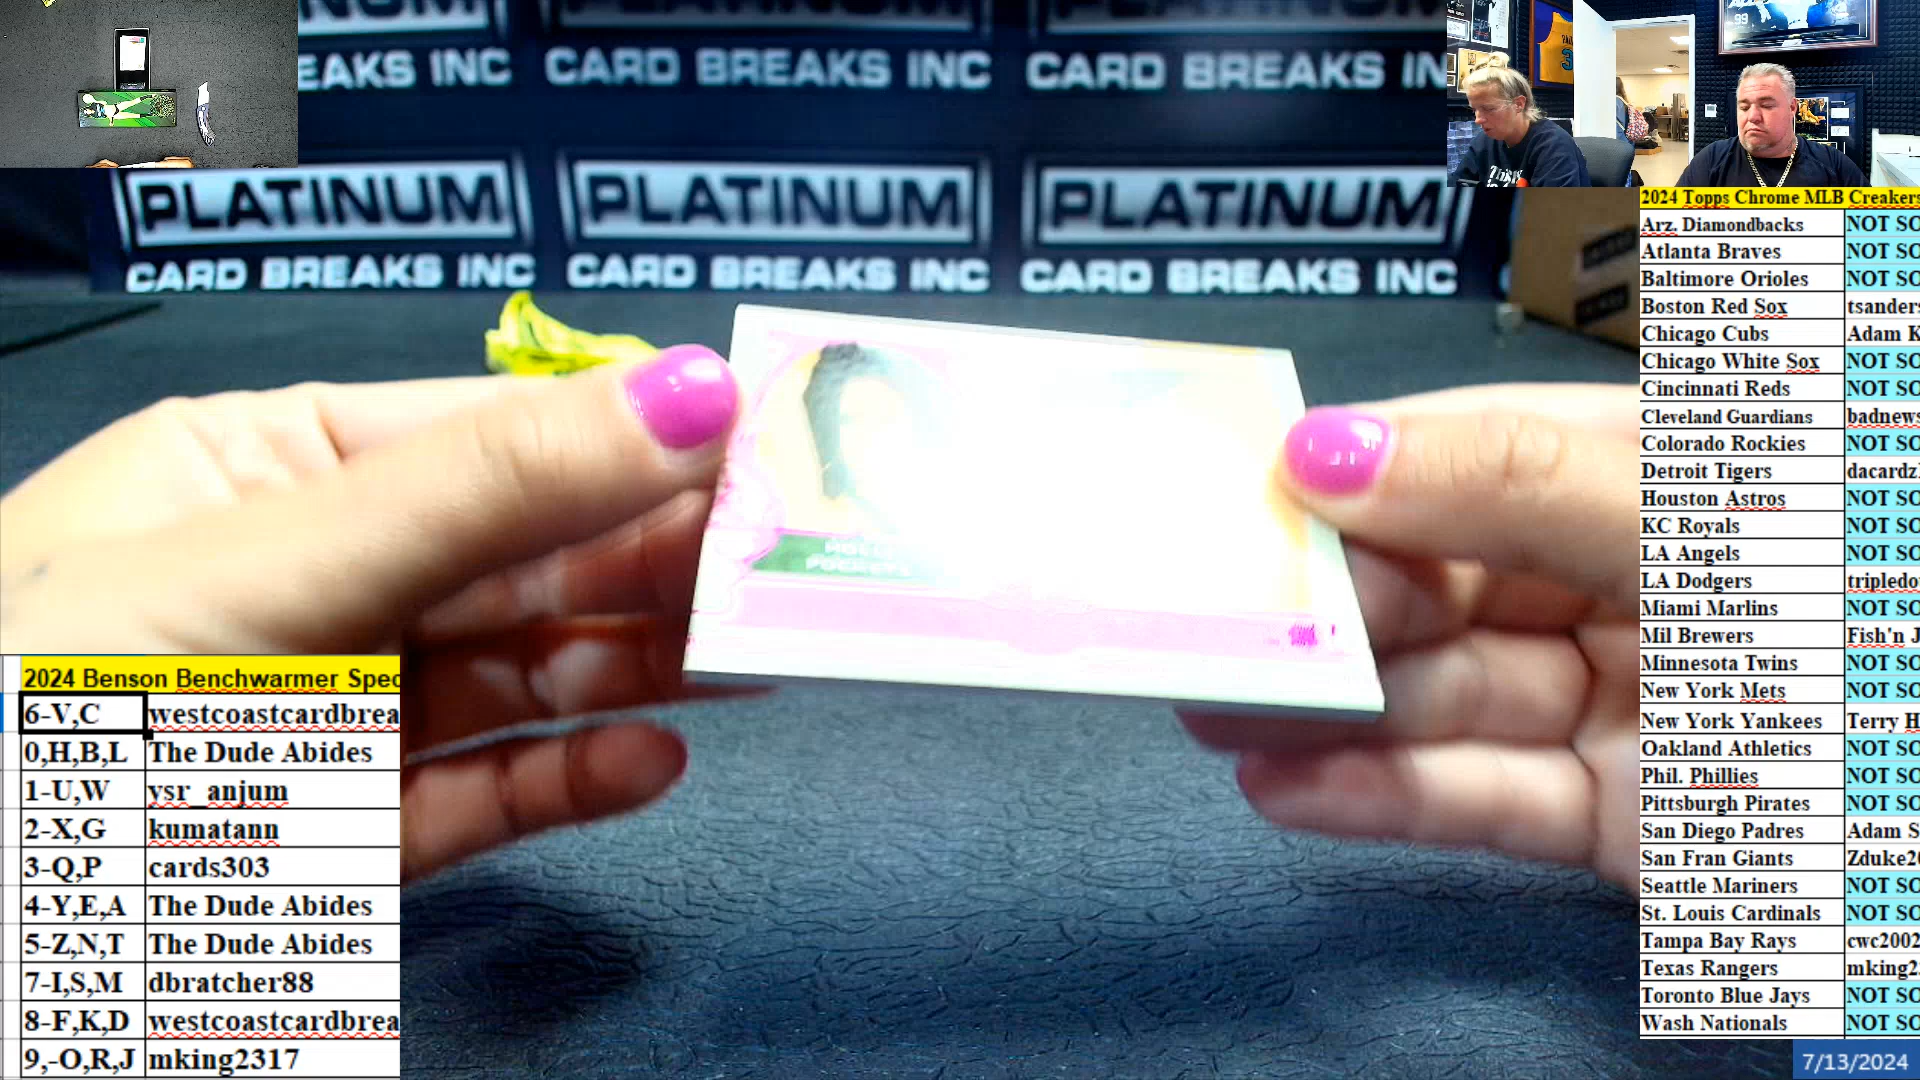 EAKS INC
CARD BREAKS INC
CARD BREAKS IN
PLATINUM
PLATINUM
PLATINUM
CARD BREAKS INC
CARD BREAKS INC
CARD BREAKS INC
99
POCKETS
2024 Benson Benchwarmer Spec
6-V,C westcoastcardbrea
0,H,B,L The Dude Abides
1-U,W ysr_anjum
2-X,G kumatann
3-Q,P cards303
4-Y,E,A The Dude Abides
5-Z,N,T The Dude Abides
7-I,S,M dbratcher88
8-F,K,D westcoastcardbrea
9,-O,R,J mking2317
2024 Topps Chrome MLB Creakers
Arz. Diamondbacks NOT SO
Atlanta Braves NOT SO
Baltimore Orioles NOT SO
Boston Red Sox tsanders
Chicago Cubs Adam K
Chicago White Sox NOT SO
Cincinnati Reds NOT SO
Cleveland Guardians badnews
Colorado Rockies NOT SO
Detroit Tigers dacardz
Houston Astros NOT SO
KC Royals NOT SO
LA Angels NOT SO
LA Dodgers tripledo
Miami Marlins NOT SO
Mil Brewers Fish'n J
Minnesota Twins NOT SO
New York Mets NOT SO
New York Yankees Terry H
Oakland Athletics NOT SO
Phil. Phillies NOT SO
Pittsburgh Pirates NOT SO
San Diego Padres Adam S
San Fran Giants Zduke20
Seattle Mariners NOT SO
St. Louis Cardinals NOT SO
Tampa Bay Rays cwc2002
Texas Rangers mking2
Toronto Blue Jays NOT SO
Wash Nationals NOT SO
7/13/2024